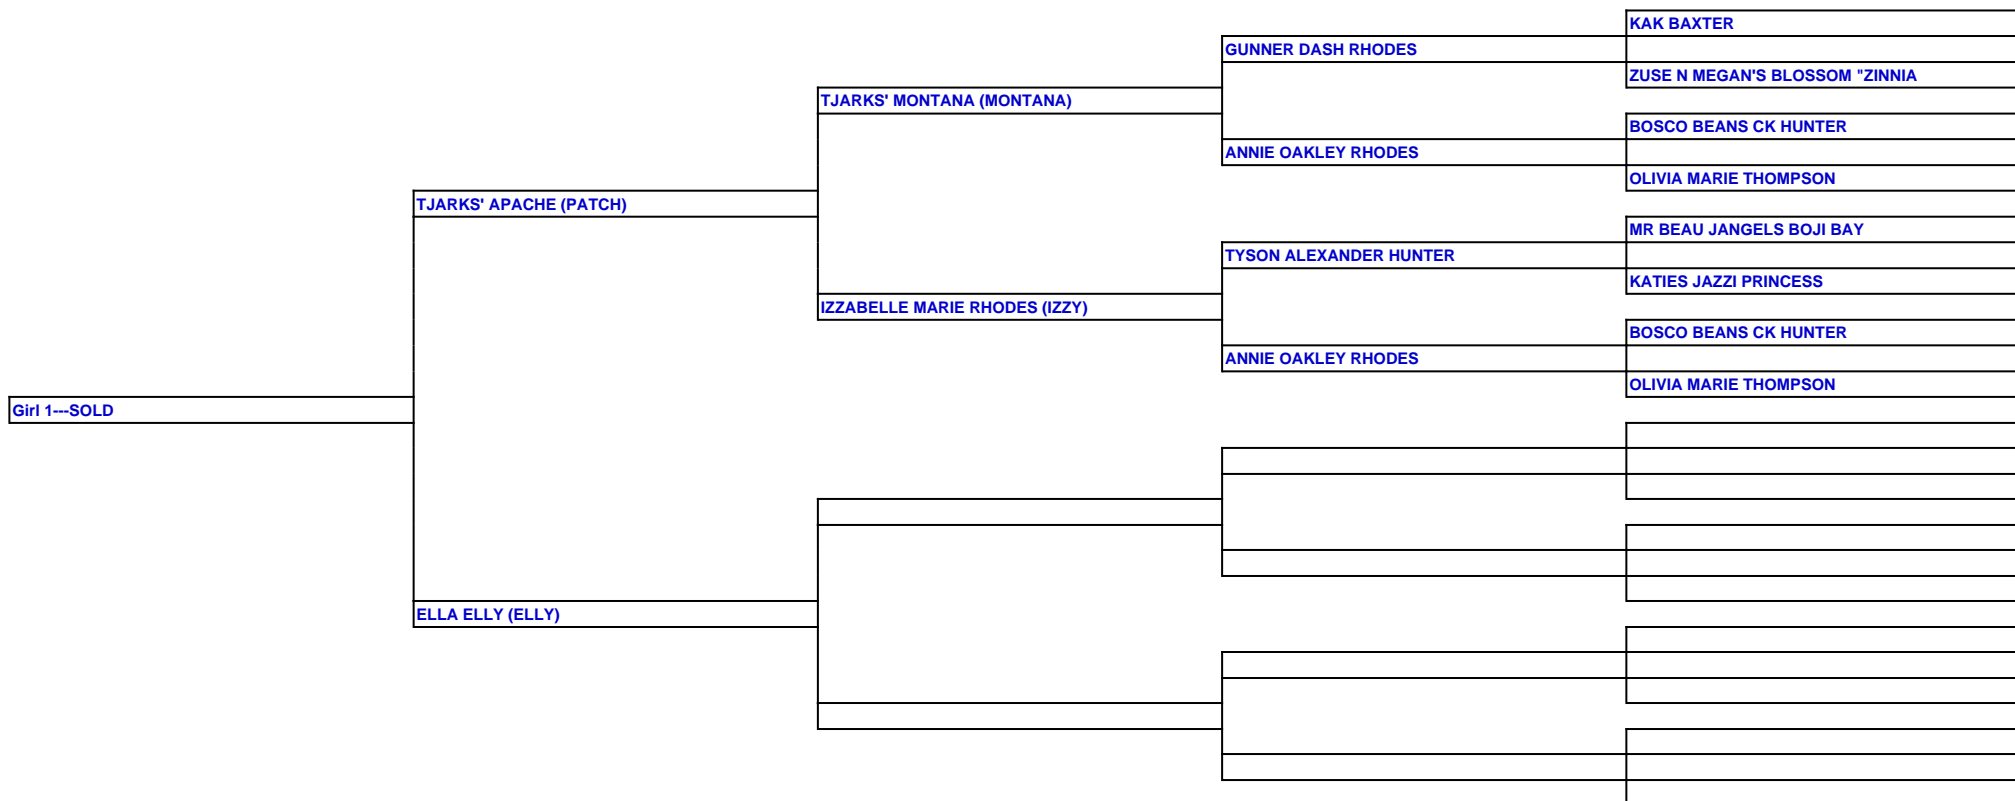 KAK BAXTER
GUNNER DASH RHODES
ZUSE N MEGAN'S BLOSSOM "ZINNIA
TJARKS' MONTANA (MONTANA)
BOSCO BEANS CK HUNTER
ANNIE OAKLEY RHODES
OLIVIA MARIE THOMPSON
TJARKS' APACHE (PATCH)
MR BEAU JANGELS BOJI BAY
TYSON ALEXANDER HUNTER
KATIES JAZZI PRINCESS
IZZABELLE MARIE RHODES (IZZY)
BOSCO BEANS CK HUNTER
ANNIE OAKLEY RHODES
OLIVIA MARIE THOMPSON
Girl 1---SOLD
ELLA ELLY (ELLY)